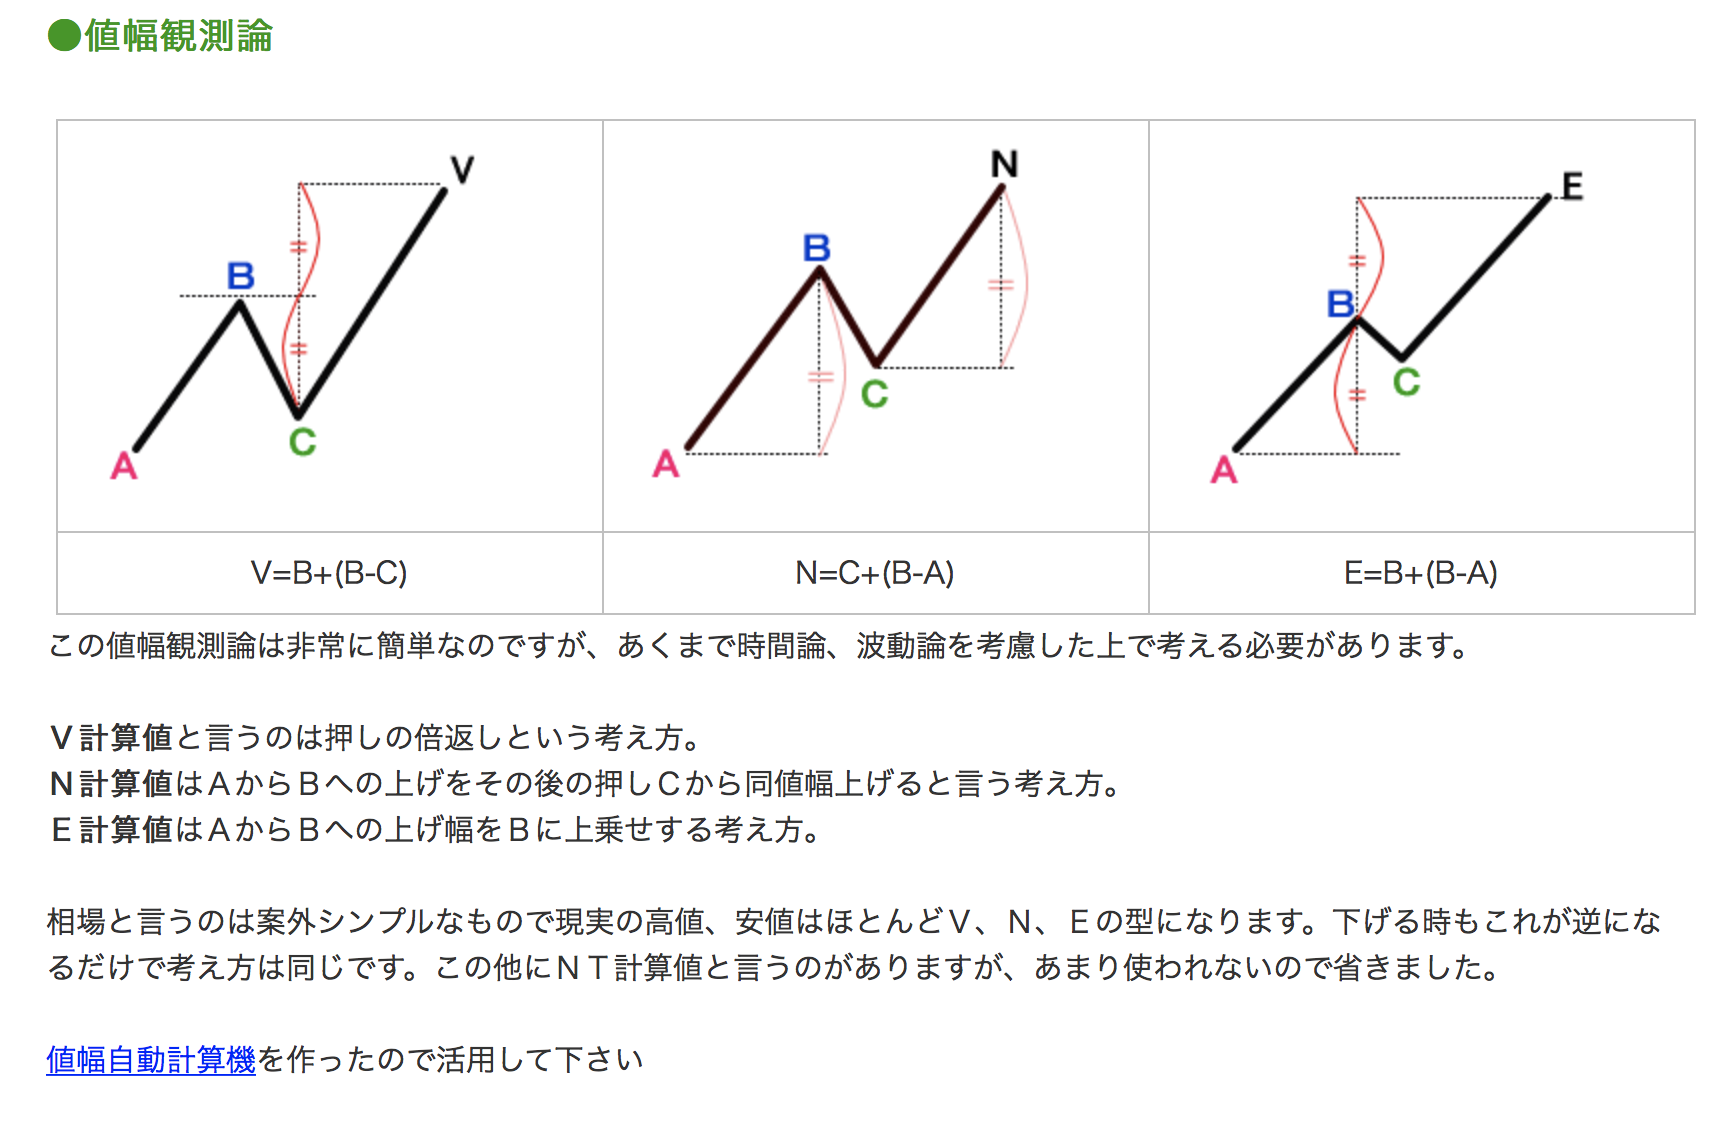 ●値幅観測論
V
B
C
A
V=B+(B-C)
N
B
C
A
N=C+(B-A)
E
B
C
A
E=B+(B-A)
この値幅観測論は非常に簡単なのですが、あくまで時間論、波動論を考慮した上で考える必要があります。
Ｖ計算値と言うのは押しの倍返しという考え方。
Ｎ計算値はＡからＢへの上げをその後の押しＣから同値幅上げると言う考え方。
Ｅ計算値はＡからＢへの上げ幅をＢに上乗せする考え方。
相場と言うのは案外シンプルなもので現実の高値、安値はほとんどＶ、Ｎ、Ｅの型になります。下げる時もこれが逆にな
るだけで考え方は同じです。この他にＮＴ計算値と言うのがありますが、あまり使われないので省きました。
値幅自動計算機を作ったので活用して下さい